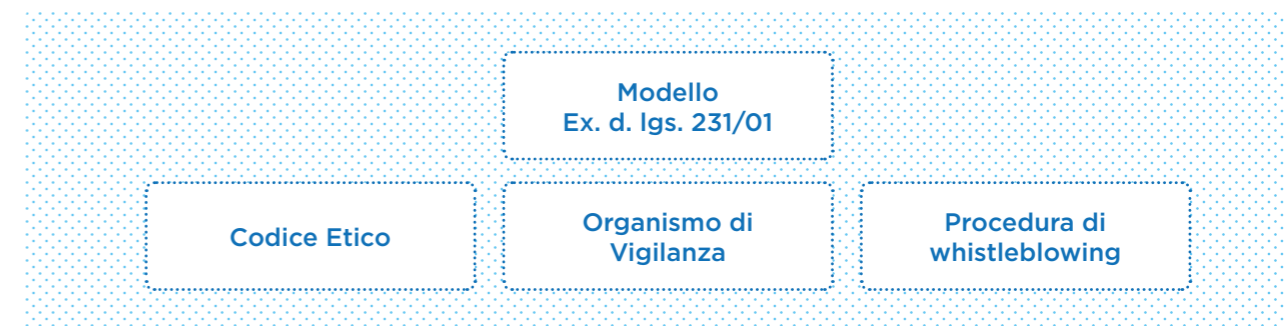 Modello
Ex. d. lgs. 231/01
Codice Etico
Organismo di
Vigilanza
Procedura di
whistleblowing